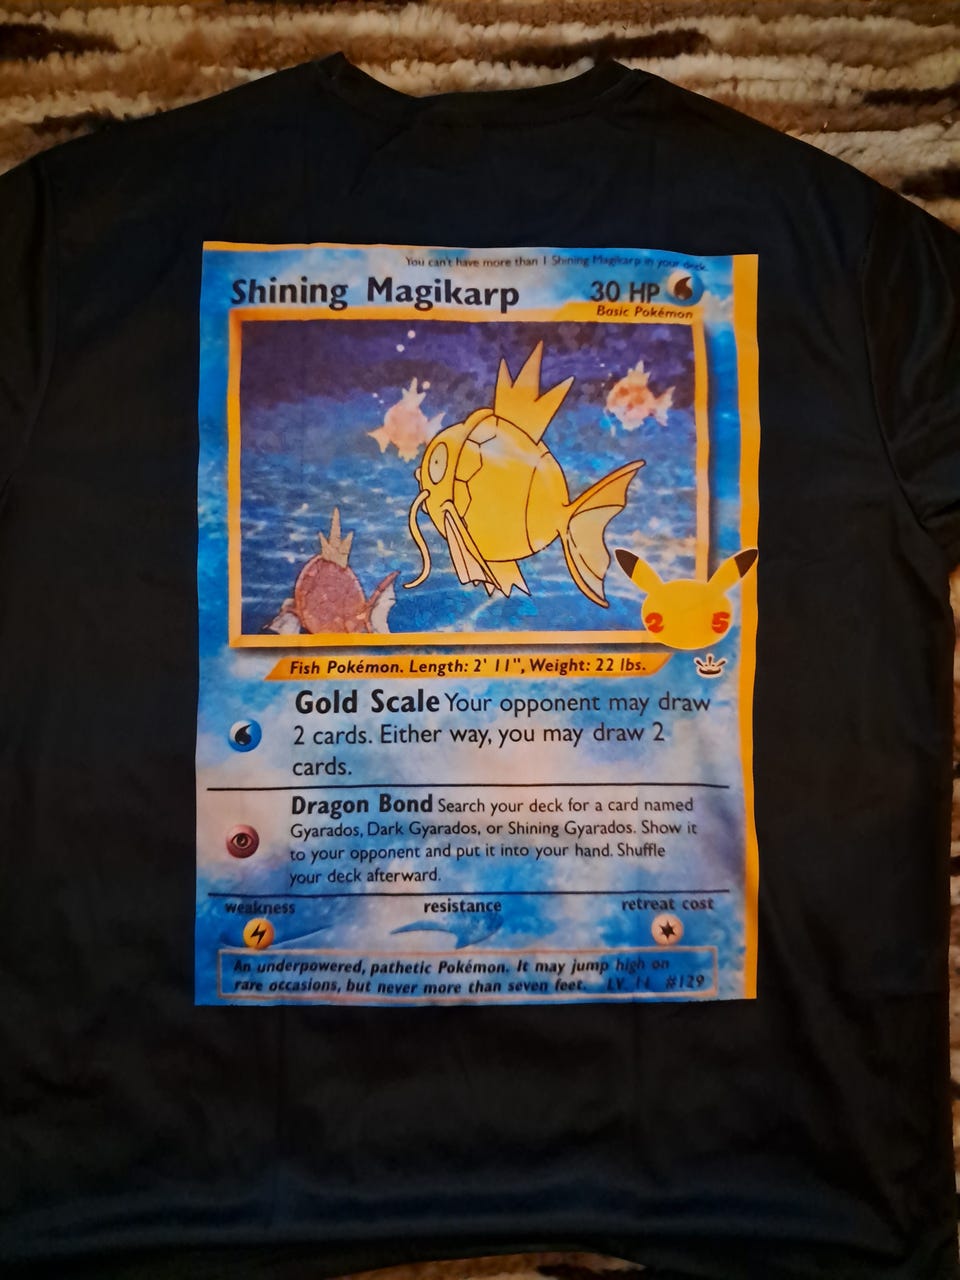 You can't have more than 1 Shining Magikarp in your deck.
Shining Magikarp 30 HP
Basic Pokémon
2 5
Fish Pokémon. Length: 2' 11", Weight: 22 lbs.
Gold Scale Your opponent may draw
2 cards. Either way, you may draw 2
cards.
Dragon Bond Search your deck for a card named
Gyarados, Dark Gyarados, or Shining Gyarados. Show it
to your opponent and put it into your hand. Shuffle
your deck afterward.
weakness resistance retreat cost
An underpowered, pathetic Pokémon. It may jump high on
rare occasions, but never more than seven feet. LV. 11 #129